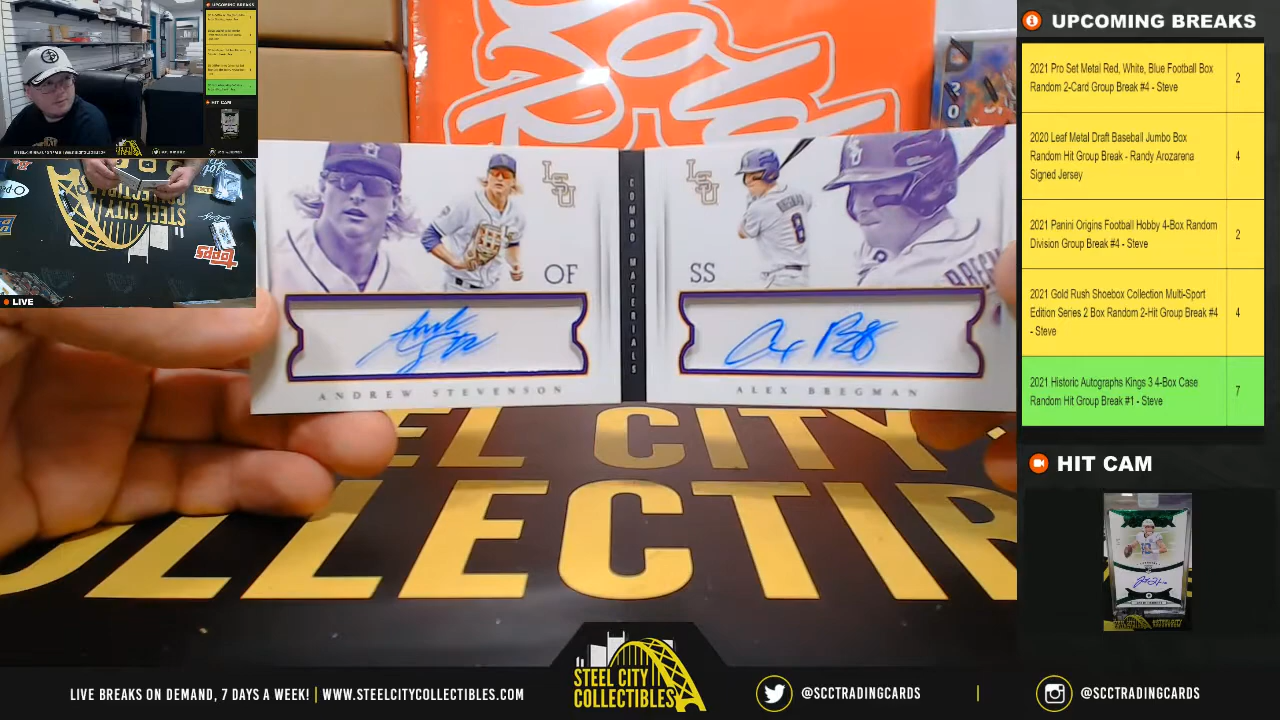 UPCOMING BREAKS
2021 Pro Set Metal Red, White, Blue Football Box
Random 2-Card Group Break #4 - Steve
2
2020 Leaf Metal Draft Baseball Jumbo Box
Random Hit Group Break - Randy Arozarena
Signed Jersey
4
2021 Panini Origins Football Hobby 4-Box Random
Division Group Break #4 - Steve
2
2021 Gold Rush Shoebox Collection Multi-Sport
Edition Series 2 Box Random 2-Hit Group Break #4
- Steve
4
2021 Historic Autographs Kings 3 4-Box Case
Random Hit Group Break #1 - Steve
7
HIT CAM
LIVE
LSU
OF
ANDREW STEVENSON
COMBO MATERIALS
LSU
SS
8
ALEX BREGMAN
STEEL CITY
COLLECTIBLES
LIVE BREAKS ON DEMAND, 7 DAYS A WEEK! | WWW.STEELCITYCOLLECTIBLES.COM
STEEL CITY
COLLECTIBLES
@SCCTRADINGCARDS
@SCCTRADINGCARDS